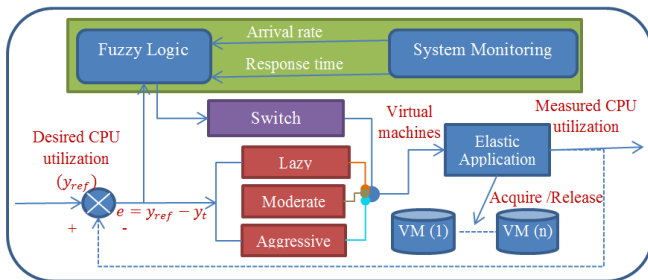 Fuzzy Logic
Arrival rate
Response time
System Monitoring
Switch
Virtual
machines
Measured CPU
utilization
Desired CPU
utilization
(y_ref)
Elastic
Application
Lazy
Moderate
Aggressive
e = y_ref − y_t
+
-
Acquire /Release
VM (1)
VM (n)